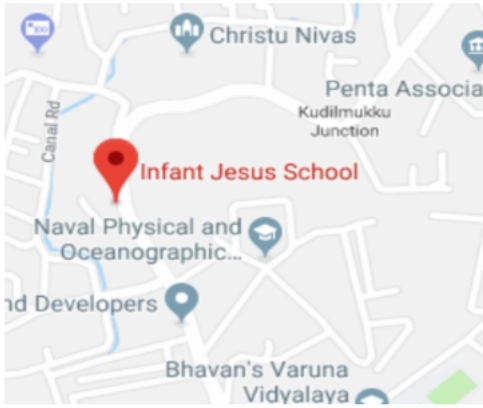 Christu Nivas
Penta Associa
Kudilmukku
Junction
Canal Rd
Infant Jesus School
Naval Physical and
Oceanographic...
nd Developers
Bhavan's Varuna
Vidyalaya